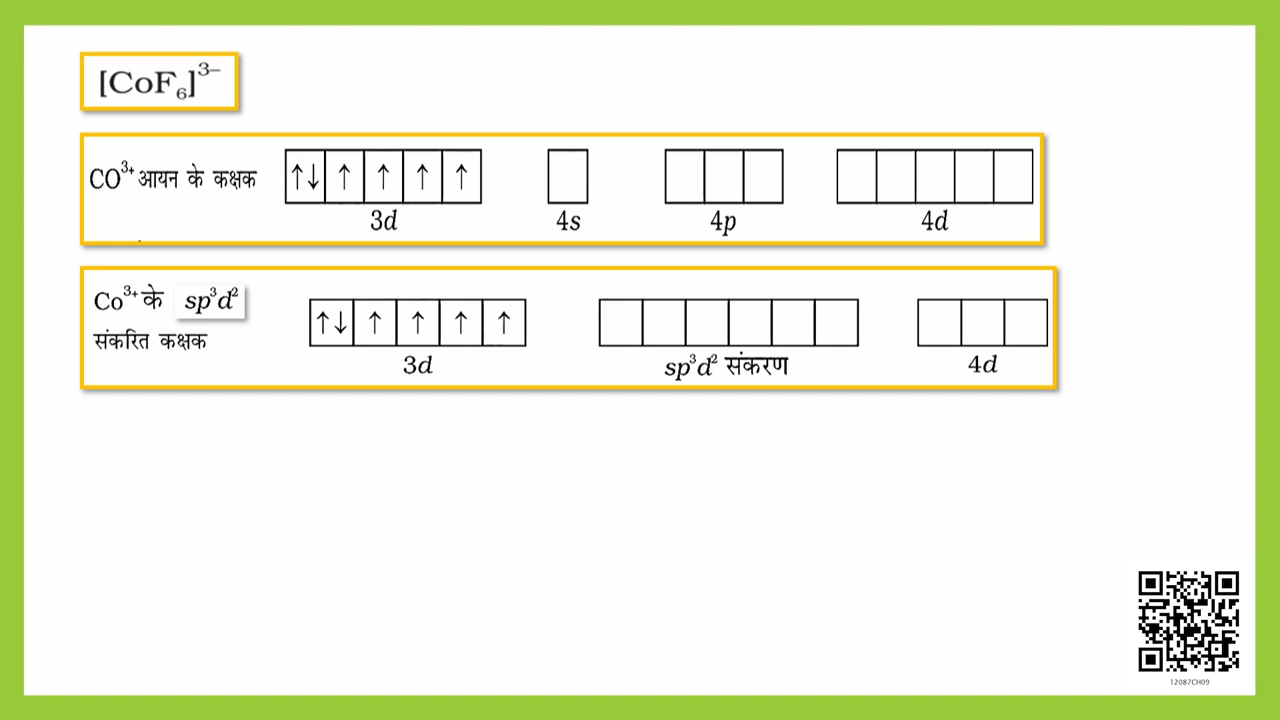 [CoF₆]³⁻
CO³⁺ आयन के कक्षक
↑↓ ↑ ↑ ↑ ↑
3d 4s 4p 4d
Co³⁺ के sp³d²
संकरित कक्षक
↑↓ ↑ ↑ ↑ ↑
3d sp³d² संकरण 4d
12087CH09